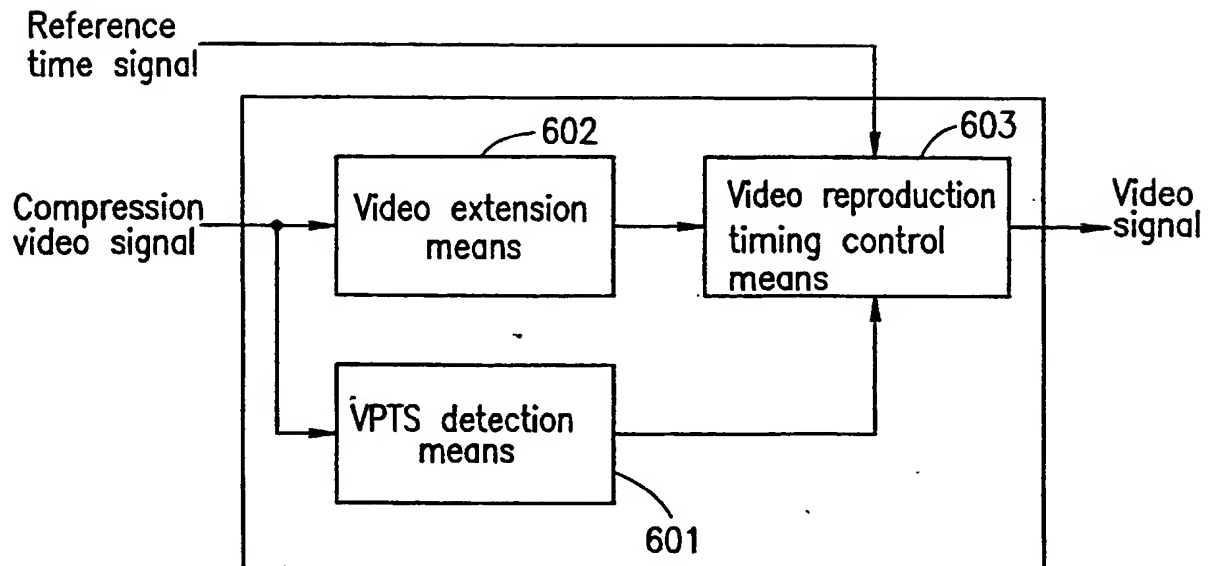 Reference
time signal
602
603
Compression
video signal
Video extension
means
Video reproduction
timing control
means
Video
signal
VPTS detection
means
601